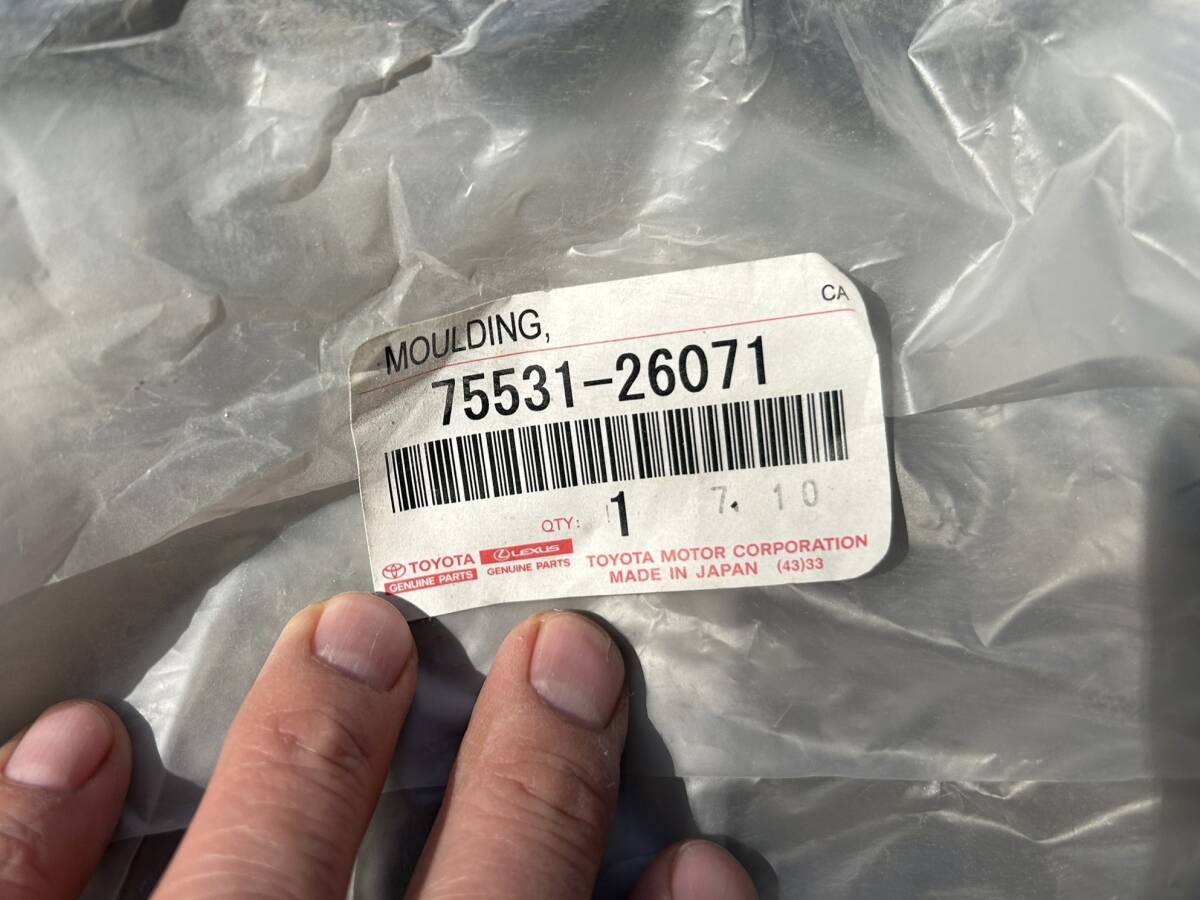 CA
MOULDING,
75531-26071
QTY: 1 7. 10
TOYOTA
GENUINE PARTS
LEXUS
GENUINE PARTS
TOYOTA MOTOR CORPORATION
MADE IN JAPAN (43)33